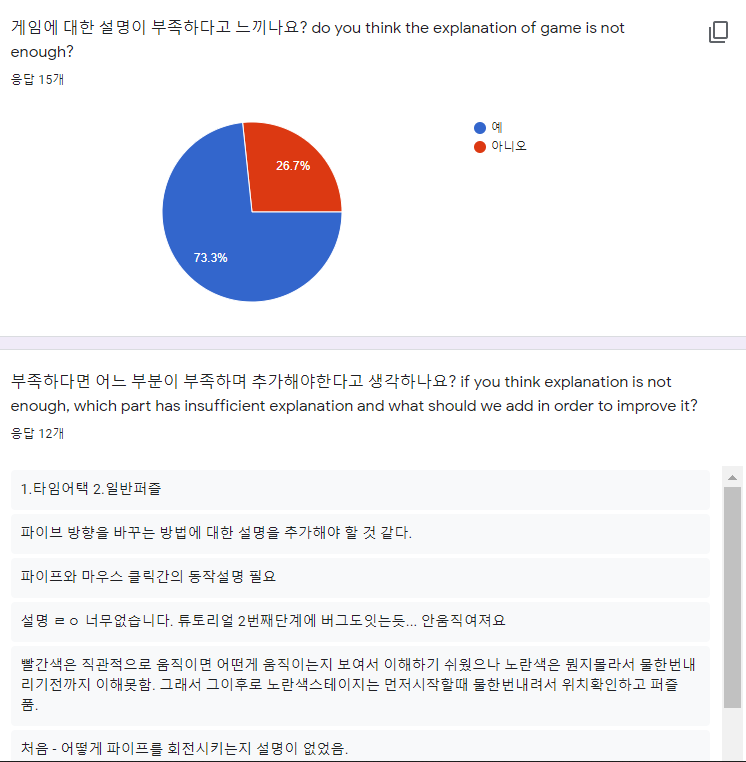 게임에 대한 설명이 부족하다고 느끼나요? do you think the explanation of game is not
enough?
응답 15개
예
아니오
26.7%
73.3%
부족하다면 어느 부분이 부족하며 추가해야한다고 생각하나요? if you think explanation is not
enough, which part has insufficient explanation and what should we add in order to improve it?
응답 12개
1.타임어택 2.일반퍼즐
파이브 방향을 바꾸는 방법에 대한 설명을 추가해야 할 것 같다.
파이프와 마우스 클릭간의 동작설명 필요
설명 ㄹㅇ 너무없습니다. 튜토리얼 2번째단계에 버그도잇는듯... 안움직여져요
빨간색은 직관적으로 움직이면 어떤게 움직이는지 보여서 이해하기 쉬웠으나 노란색은 뭔지몰라서 물한번내
리기전까지 이해못함. 그래서 그이후로 노란색스테이지는 먼저시작할때 물한번내려서 위치확인하고 퍼즐
품.
처음 - 어떻게 파이프를 회전시키는지 설명이 없었음.